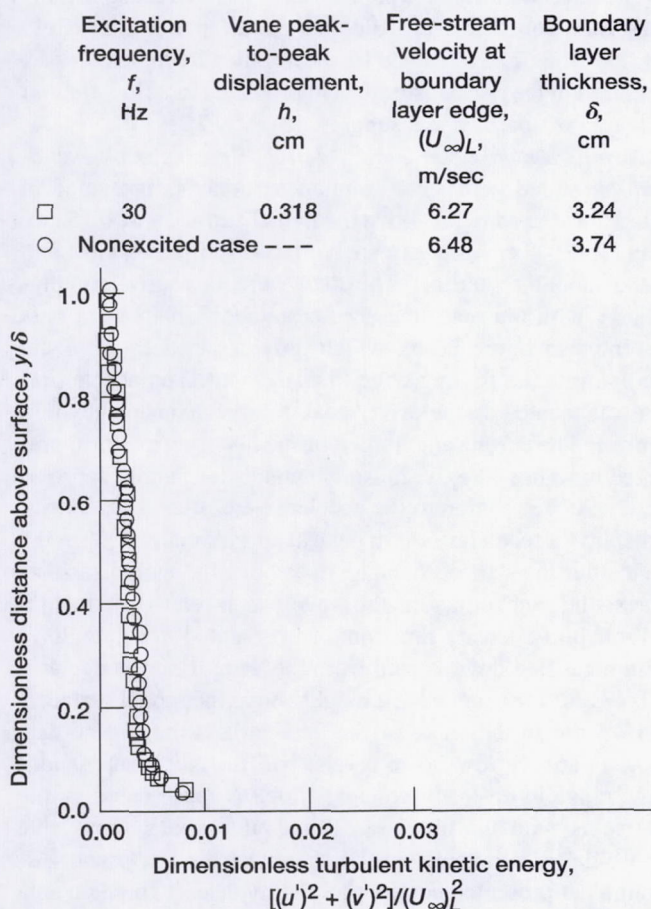 Excitation frequency, f, Hz
Vane peak-to-peak displacement, h, cm
Free-stream velocity at boundary layer edge, (U∞)L, m/sec
Boundary layer thickness, δ, cm
□ 30 0.318 6.27 3.24
○ Nonexcited case --- 6.48 3.74
Dimensionless distance above surface, y/δ
1.0
0.8
0.6
0.4
0.2
0.0
0.00 0.01 0.02 0.03
Dimensionless turbulent kinetic energy,
[(u')² + (v')²]/(U∞)L²